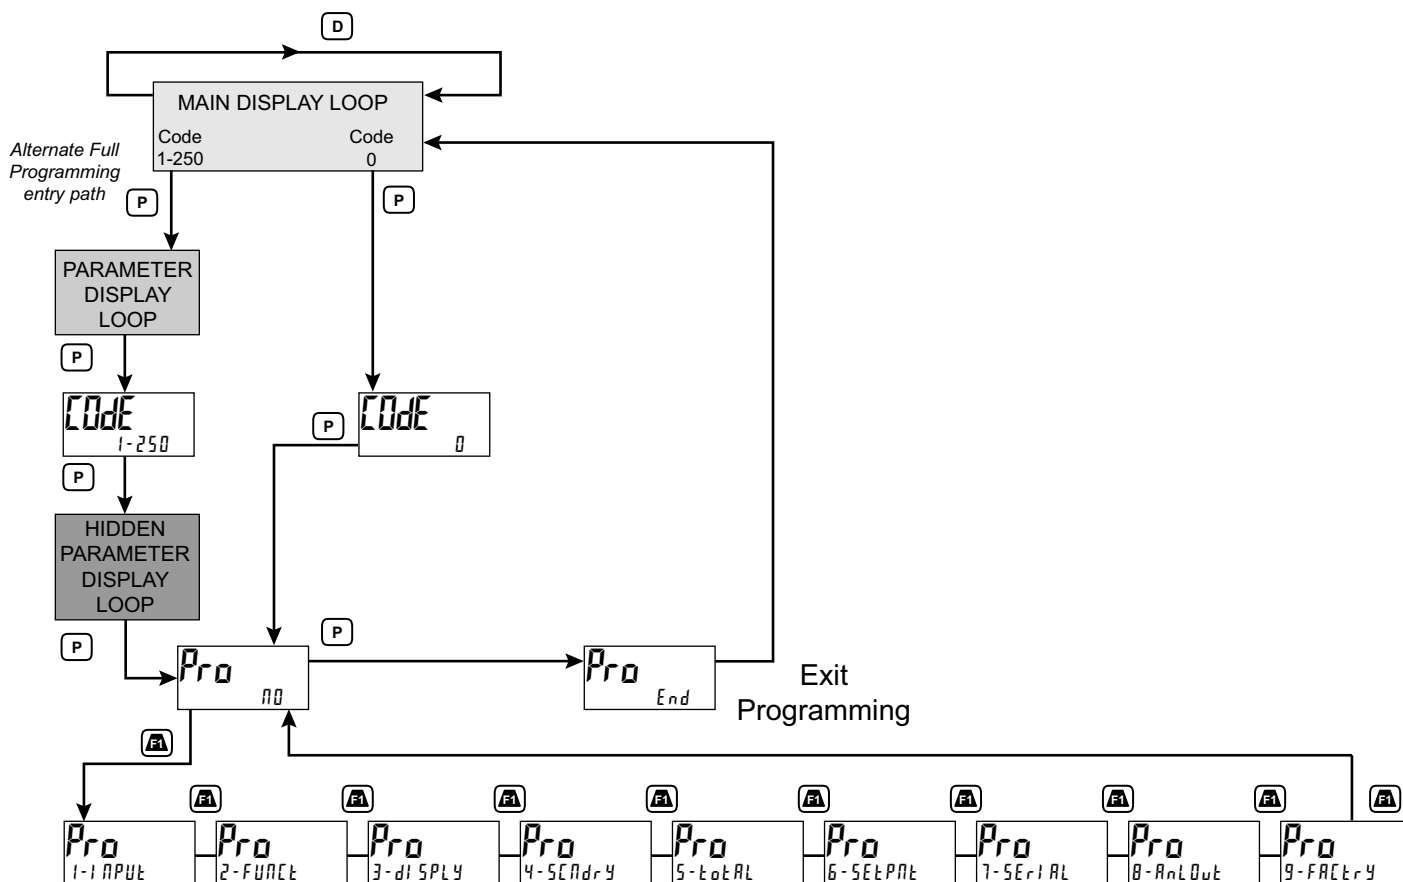 D
MAIN DISPLAY LOOP
Code Code
1-250 0
Alternate Full
Programming
entry path
P P
PARAMETER
DISPLAY
LOOP
P
COdE
1-250
P
COdE
0
P
HIDDEN
PARAMETER
DISPLAY
LOOP
P
P
Pro
NO
Pro
End
Exit
Programming
F1
F1 F1 F1 F1 F1 F1 F1 F1 F1
Pro Pro Pro Pro Pro Pro Pro Pro Pro
1-INPUt 2-FUNCt 3-dISPLY 4-SCNdrY 5-totAL 6-SEtPNt 7-SErIAL 8-AnLOut 9-FACtrY